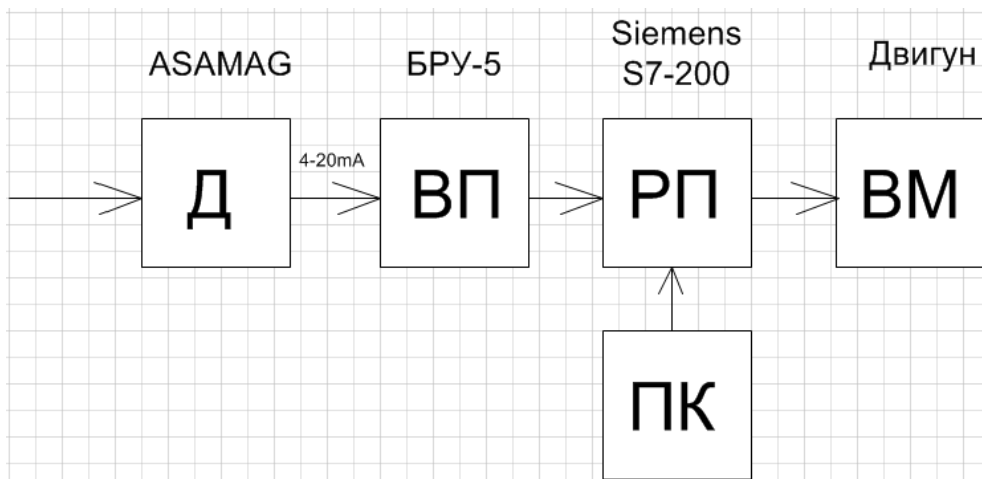 ASAMAG
БРУ-5
Siemens
S7-200
Двигун
Д
4-20mA
ВП
РП
ВМ
ПК